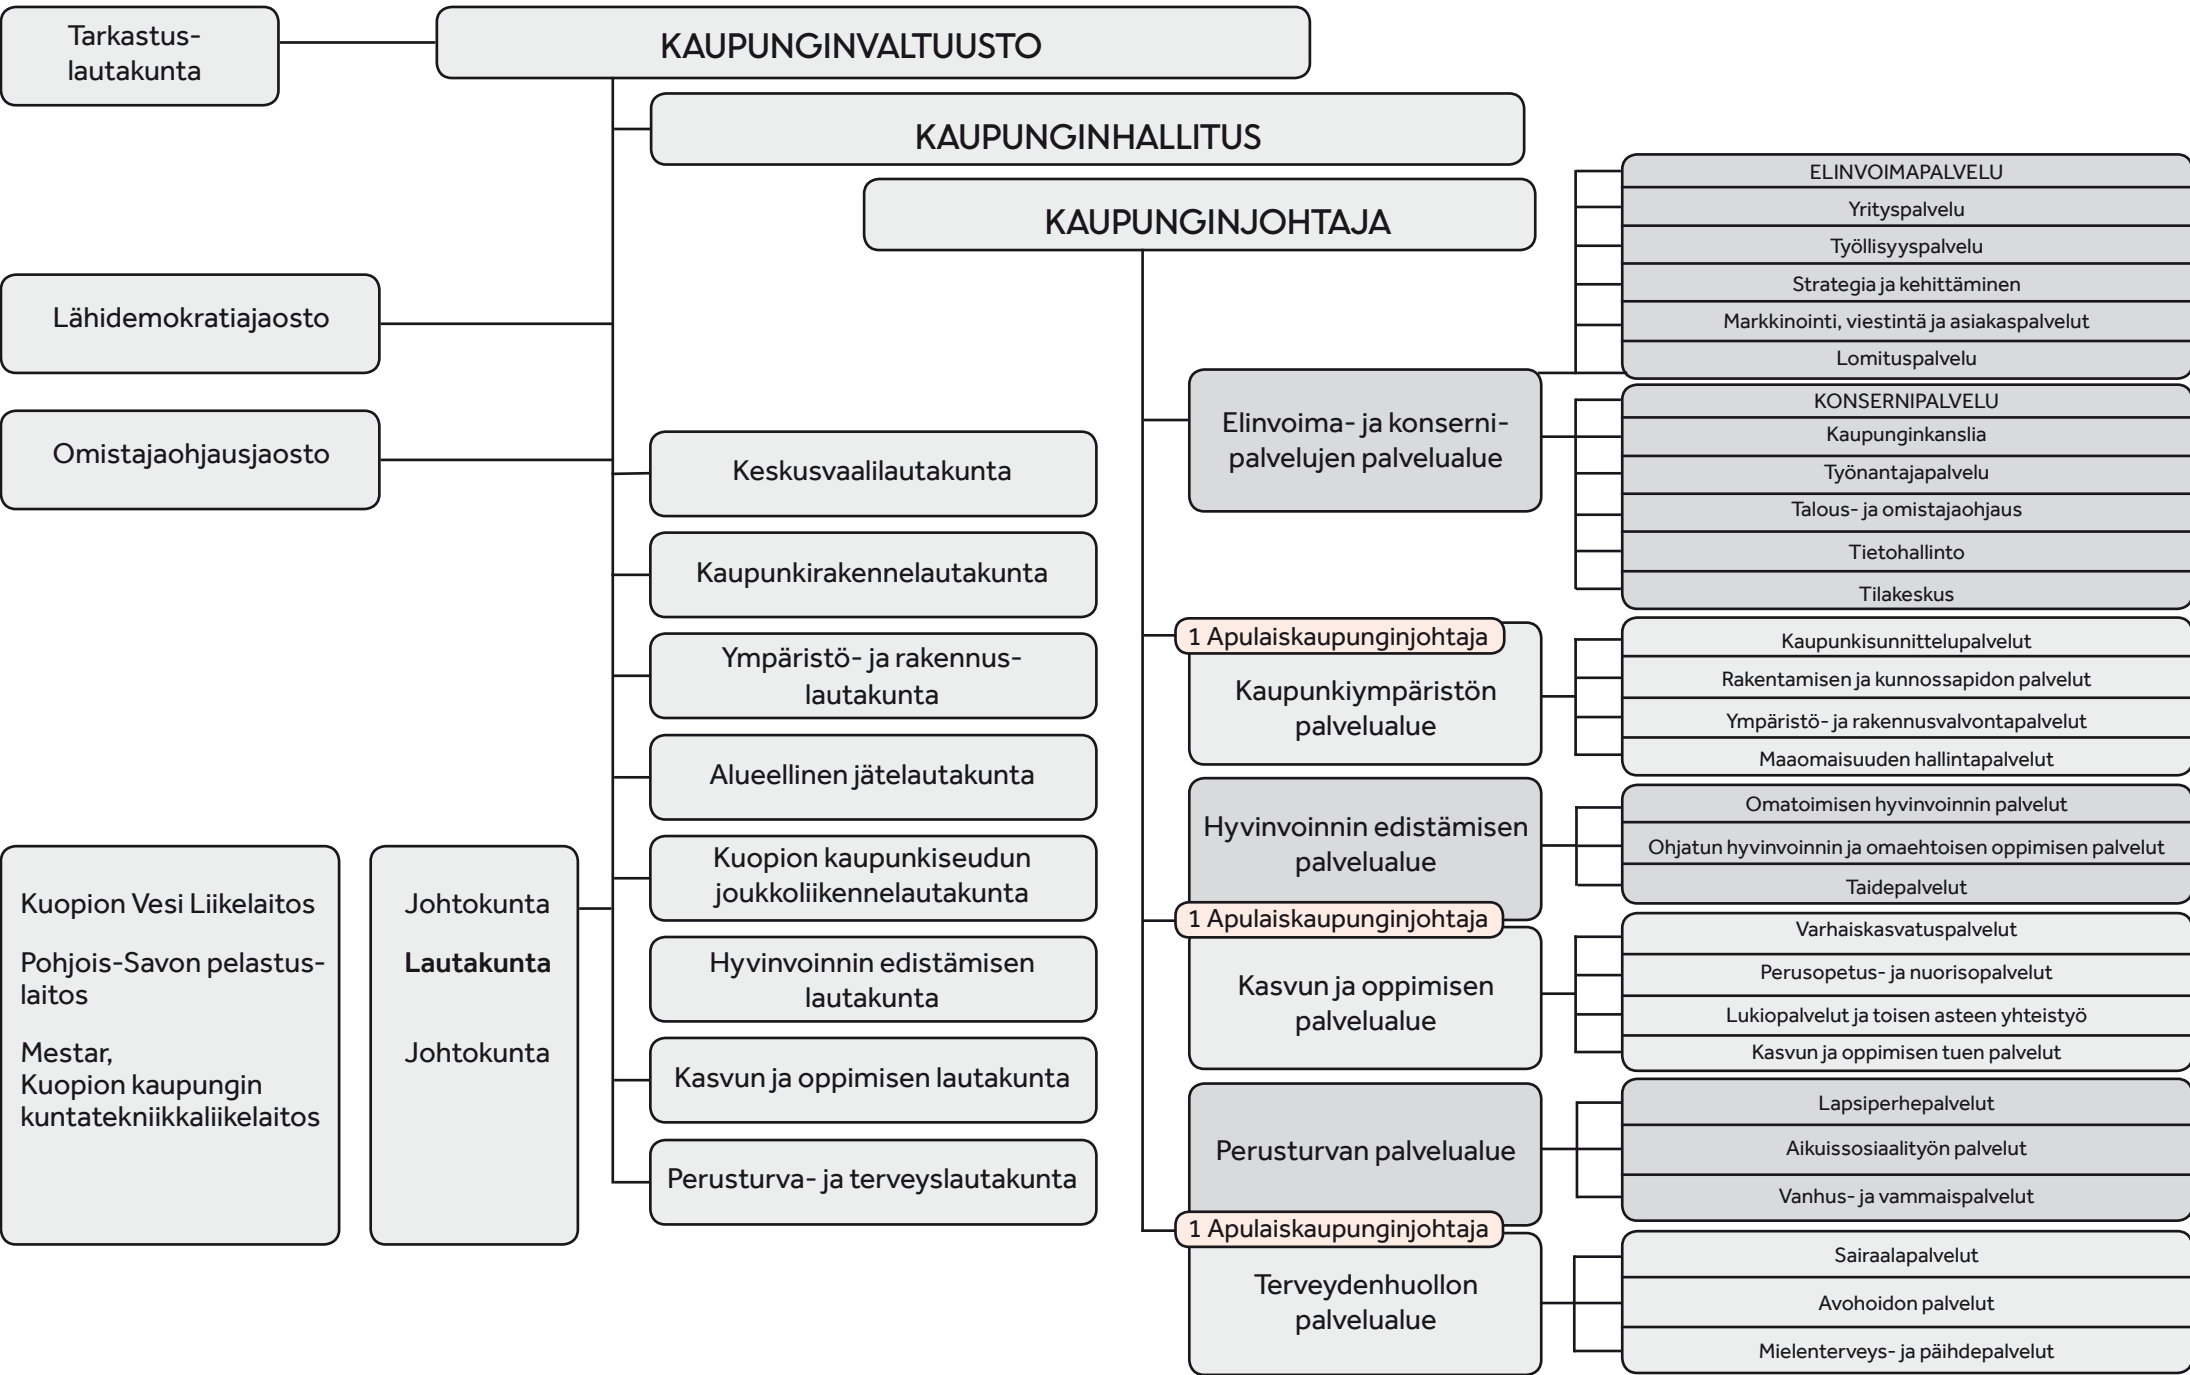 Tarkastus-
lautakunta
KAUPUNGINVALTUUSTO
KAUPUNGINHALLITUS
KAUPUNGINJOHTAJA
Lähidemokratiajaosto
Omistajaohjausjaosto
Kuopion Vesi Liikelaitos
Pohjois-Savon pelastus-
laitos
Mestar,
Kuopion kaupungin
kuntatekniikkaliikelaitos
Johtokunta
Lautakunta
Johtokunta
Keskusvaalilautakunta
Kaupunkirakennelautakunta
Ympäristö- ja rakennus-
lautakunta
Alueellinen jätelautakunta
Kuopion kaupunkiseudun
joukkoliikennelautakunta
Hyvinvoinnin edistämisen
lautakunta
Kasvun ja oppimisen lautakunta
Perusturva- ja terveyslautakunta
Elinvoima- ja konserni-
palvelujen palvelualue
ELINVOIMAPALVELU
Yrityspalvelu
Työllisyyspalvelu
Strategia ja kehittäminen
Markkinointi, viestintä ja asiakaspalvelut
Lomituspalvelu
KONSERNIPALVELU
Kaupunginkanslia
Työnantajapalvelu
Talous- ja omistajaohjaus
Tietohallinto
Tilakeskus
1 Apulaiskaupunginjohtaja
Kaupunkiympäristön
palvelualue
Kaupunkisunnittelupalvelut
Rakentamisen ja kunnossapidon palvelut
Ympäristö- ja rakennusvalvontapalvelut
Maaomaisuuden hallintapalvelut
Hyvinvoinnin edistämisen
palvelualue
Omatoimisen hyvinvoinnin palvelut
Ohjatun hyvinvoinnin ja omaehtoisen oppimisen palvelut
Taidepalvelut
1 Apulaiskaupunginjohtaja
Kasvun ja oppimisen
palvelualue
Varhaiskasvatuspalvelut
Perusopetus- ja nuorisopalvelut
Lukiopalvelut ja toisen asteen yhteistyö
Kasvun ja oppimisen tuen palvelut
Perusturvan palvelualue
Lapsiperhepalvelut
Aikuissosiaalityön palvelut
Vanhus- ja vammaispalvelut
1 Apulaiskaupunginjohtaja
Terveydenhuollon
palvelualue
Sairaalapalvelut
Avohoidon palvelut
Mielenterveys- ja päihdepalvelut